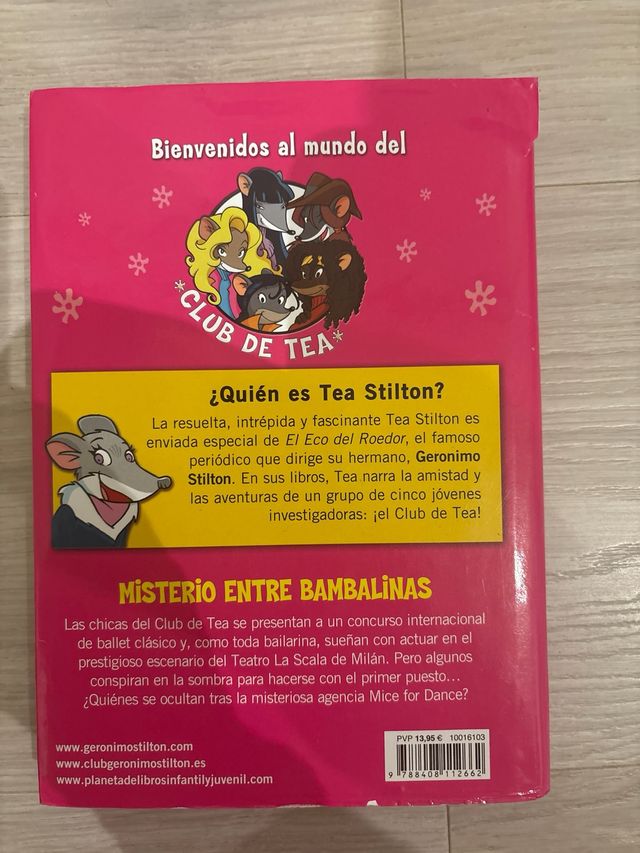 Bienvenidos al mundo del
*CLUB DE TEA*
¿Quién es Tea Stilton?
La resuelta, intrépida y fascinante Tea Stilton es
enviada especial de El Eco del Roedor, el famoso
periódico que dirige su hermano, Geronimo
Stilton. En sus libros, Tea narra la amistad y
las aventuras de un grupo de cinco jóvenes
investigadoras: ¡el Club de Tea!
MISTERIO ENTRE BAMBALINAS
Las chicas del Club de Tea se presentan a un concurso internacional
de ballet clásico y, como toda bailarina, sueñan con actuar en el
prestigioso escenario del Teatro La Scala de Milán. Pero algunos
conspiran en la sombra para hacerse con el primer puesto...
¿Quiénes se ocultan tras la misteriosa agencia Mice for Dance?
www.geronimostilton.com
www.clubgeronimostilton.es
www.planetadelibrosinfantilyjuvenil.com
PVP 13,95 € 10016103
9 788408 112662